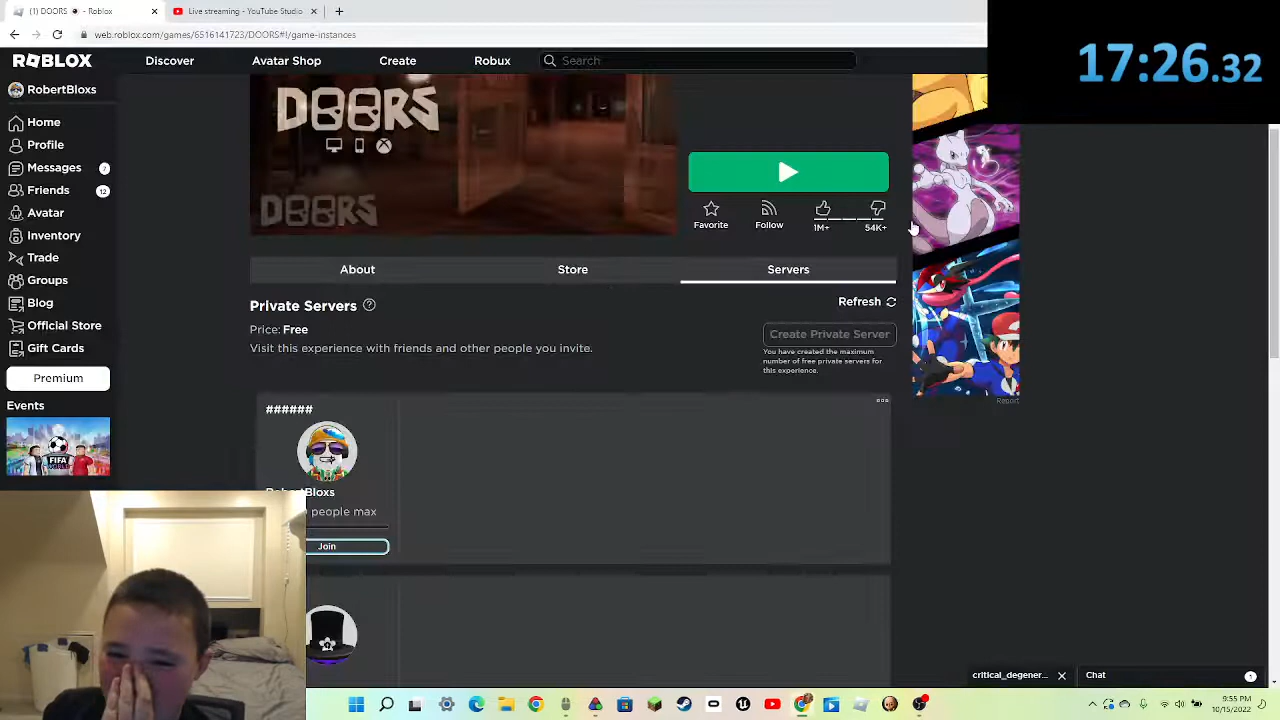 (1) DOORS - Roblox
Live streaming - YouTube Studio
web.roblox.com/games/6516141723/DOORS#!/game-instances
17:26.32
ROBLOX
Discover
Avatar Shop
Create
Robux
Search
RobertBloxs
Home
Profile
Messages
7
Friends
12
Avatar
Inventory
Trade
Groups
Blog
Official Store
Gift Cards
Premium
Events
FIFA WORLD
DOORS
DOORS
Favorite
Follow
1M+
54K+
About
Store
Servers
Private Servers
Refresh
Price: Free
Create Private Server
Visit this experience with friends and other people you invite.
You have created the maximum
number of free private servers for
this experience.
######
people max
Join
Report
critical_degener...
Chat
1
9:55 PM
10/15/2022